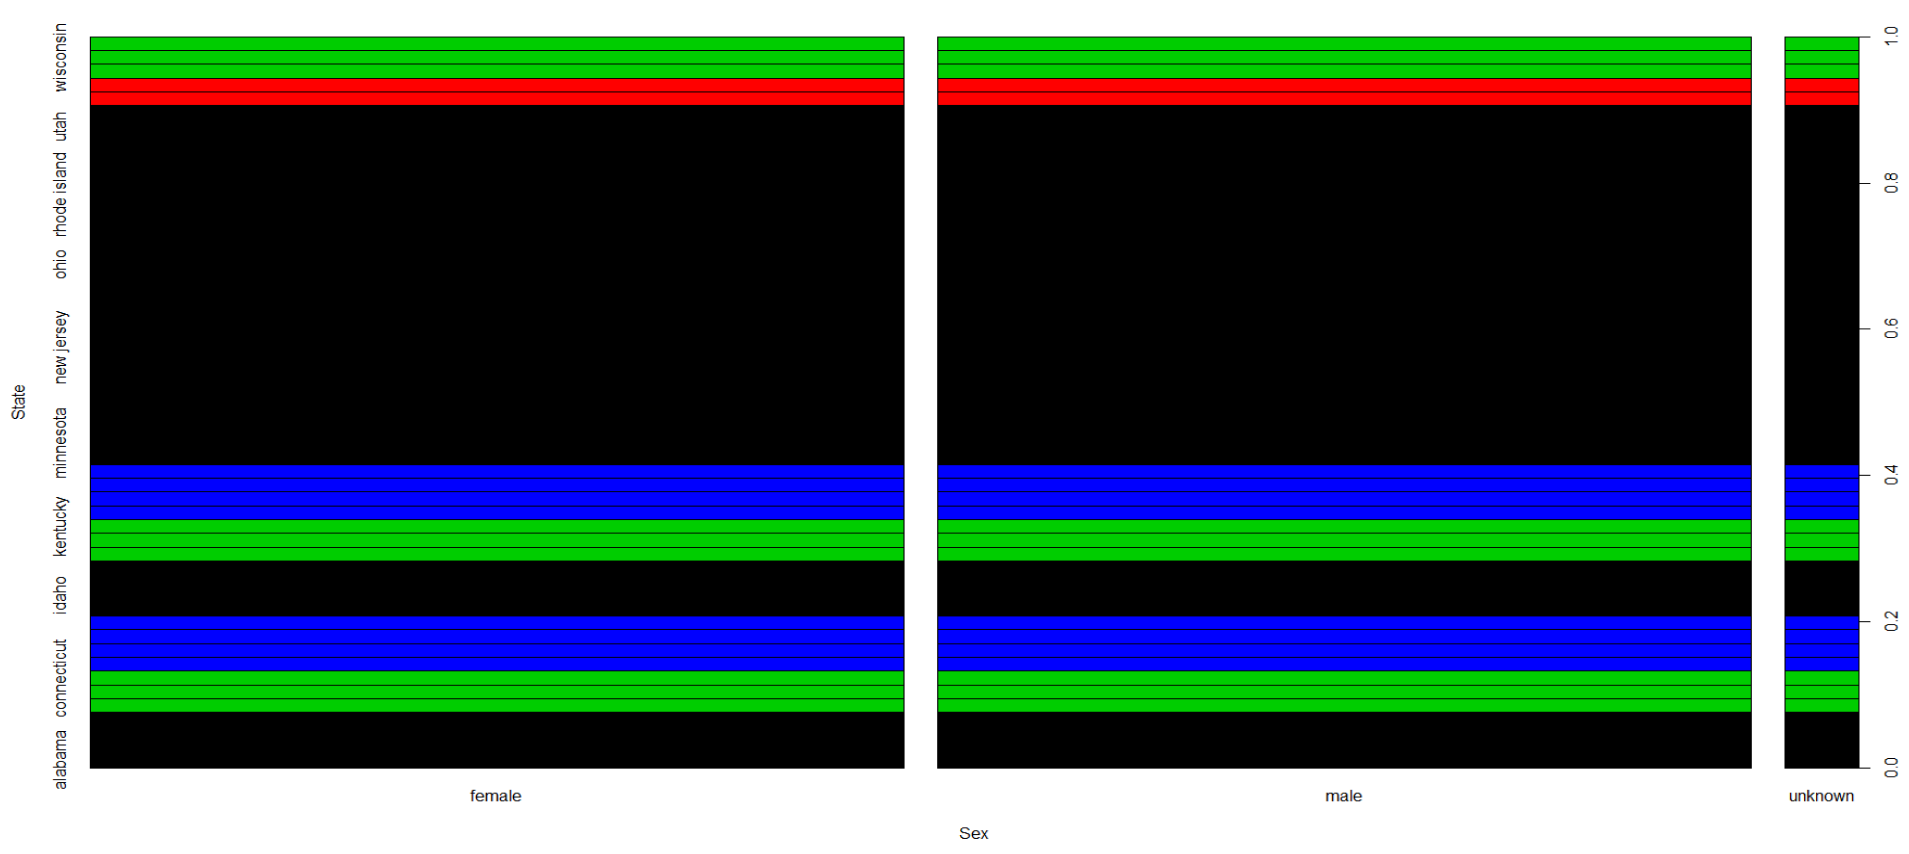 State
wisconsin
utah
rhode island
ohio
new jersey
minnesota
kentucky
idaho
connecticut
alabama
1.0
0.8
0.6
0.4
0.2
0.0
female
male
unknown
Sex